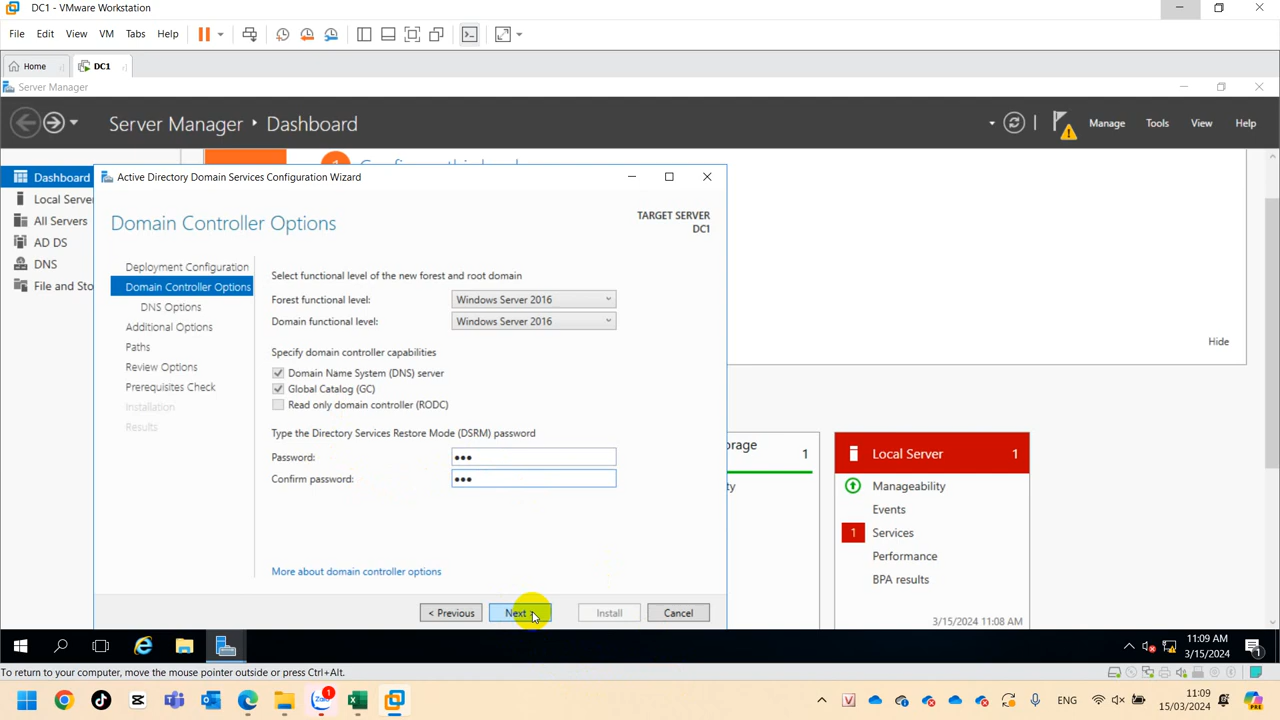 DC1 - VMware Workstation
File Edit View VM Tabs Help
Home DC1
Server Manager
Server Manager Dashboard Manage Tools View Help
Dashboard
Local Serve
All Servers
AD DS
DNS
File and Sto
1
Active Directory Domain Services Configuration Wizard
Domain Controller Options
TARGET SERVER
DC1
Deployment Configuration
Domain Controller Options
DNS Options
Additional Options
Paths
Review Options
Prerequisites Check
Installation
Results
Select functional level of the new forest and root domain
Forest functional level: Windows Server 2016
Domain functional level: Windows Server 2016
Specify domain controller capabilities
Domain Name System (DNS) server
Global Catalog (GC)
Read only domain controller (RODC)
Type the Directory Services Restore Mode (DSRM) password
Password: •••
Confirm password: •••
More about domain controller options
< Previous Next > Install Cancel
Hide
rage 1
ty
Local Server 1
Manageability
Events
1 Services
Performance
BPA results
3/15/2024 11:08 AM
11:09 AM
3/15/2024
1
To return to your computer, move the mouse pointer outside or press Ctrl+Alt.
1
ENG
11:09
15/03/2024
PRE